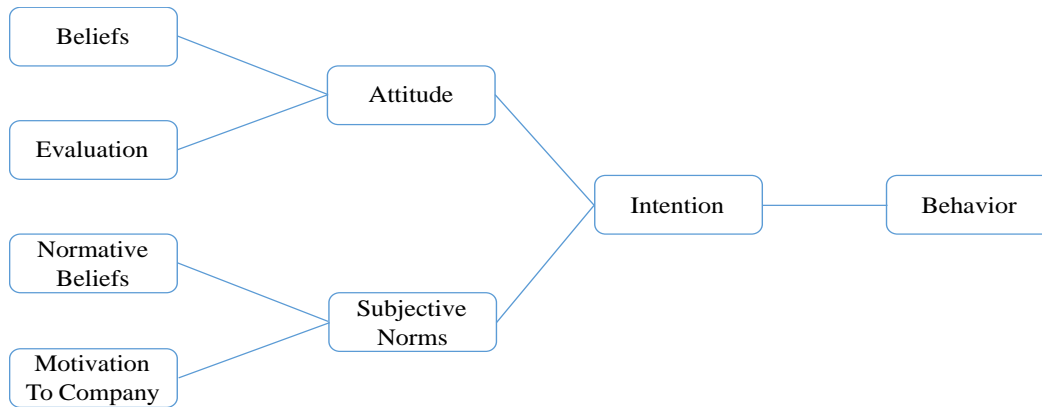 Beliefs
Evaluation
Attitude
Normative
Beliefs
Motivation
To Company
Subjective
Norms
Intention
Behavior